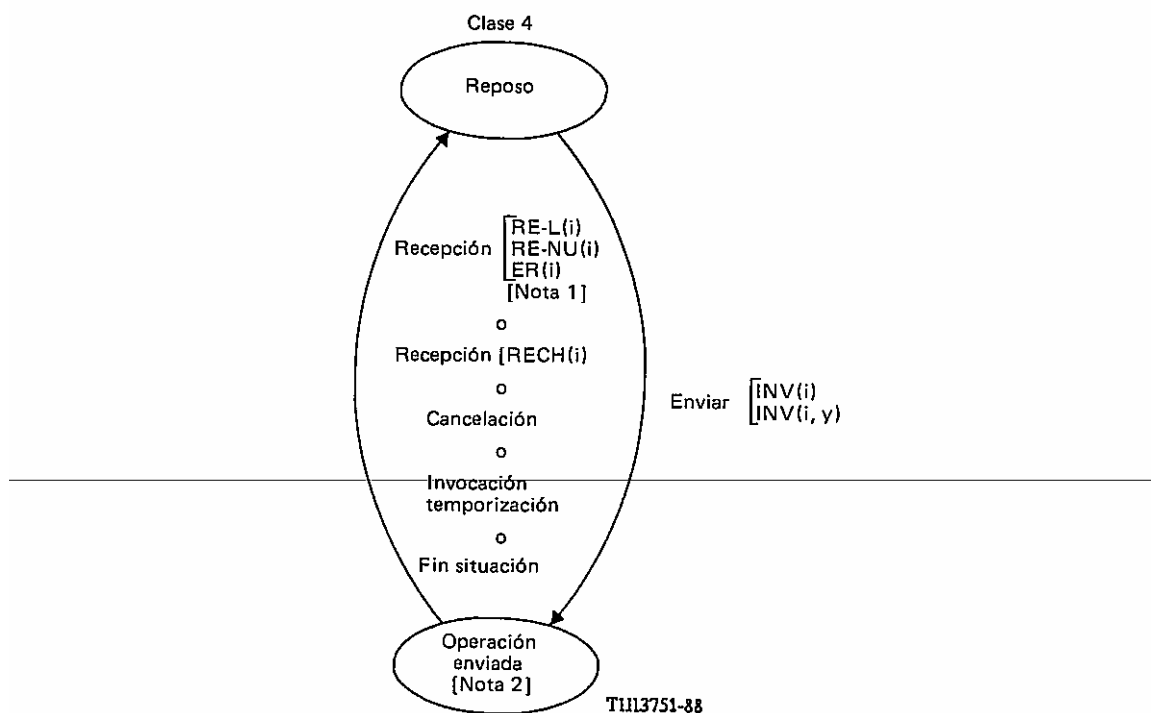 Clase 4
Reposo
Recepción [RE-L(i)
RE-NU(i)
ER(i)
[Nota 1]
o
Recepción [RECH(i)
o
Cancelación
o
Invocación
temporización
o
Fin situación
Enviar [INV(i)
INV(i, y)
Operación
enviada
[Nota 2]
T1113751-88